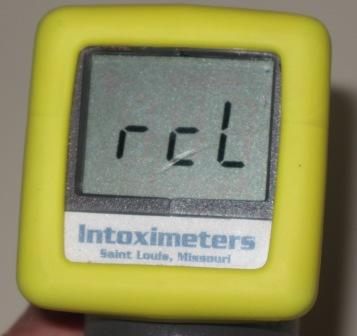 rcL
Intoximeters
Saint Louis, Missouri